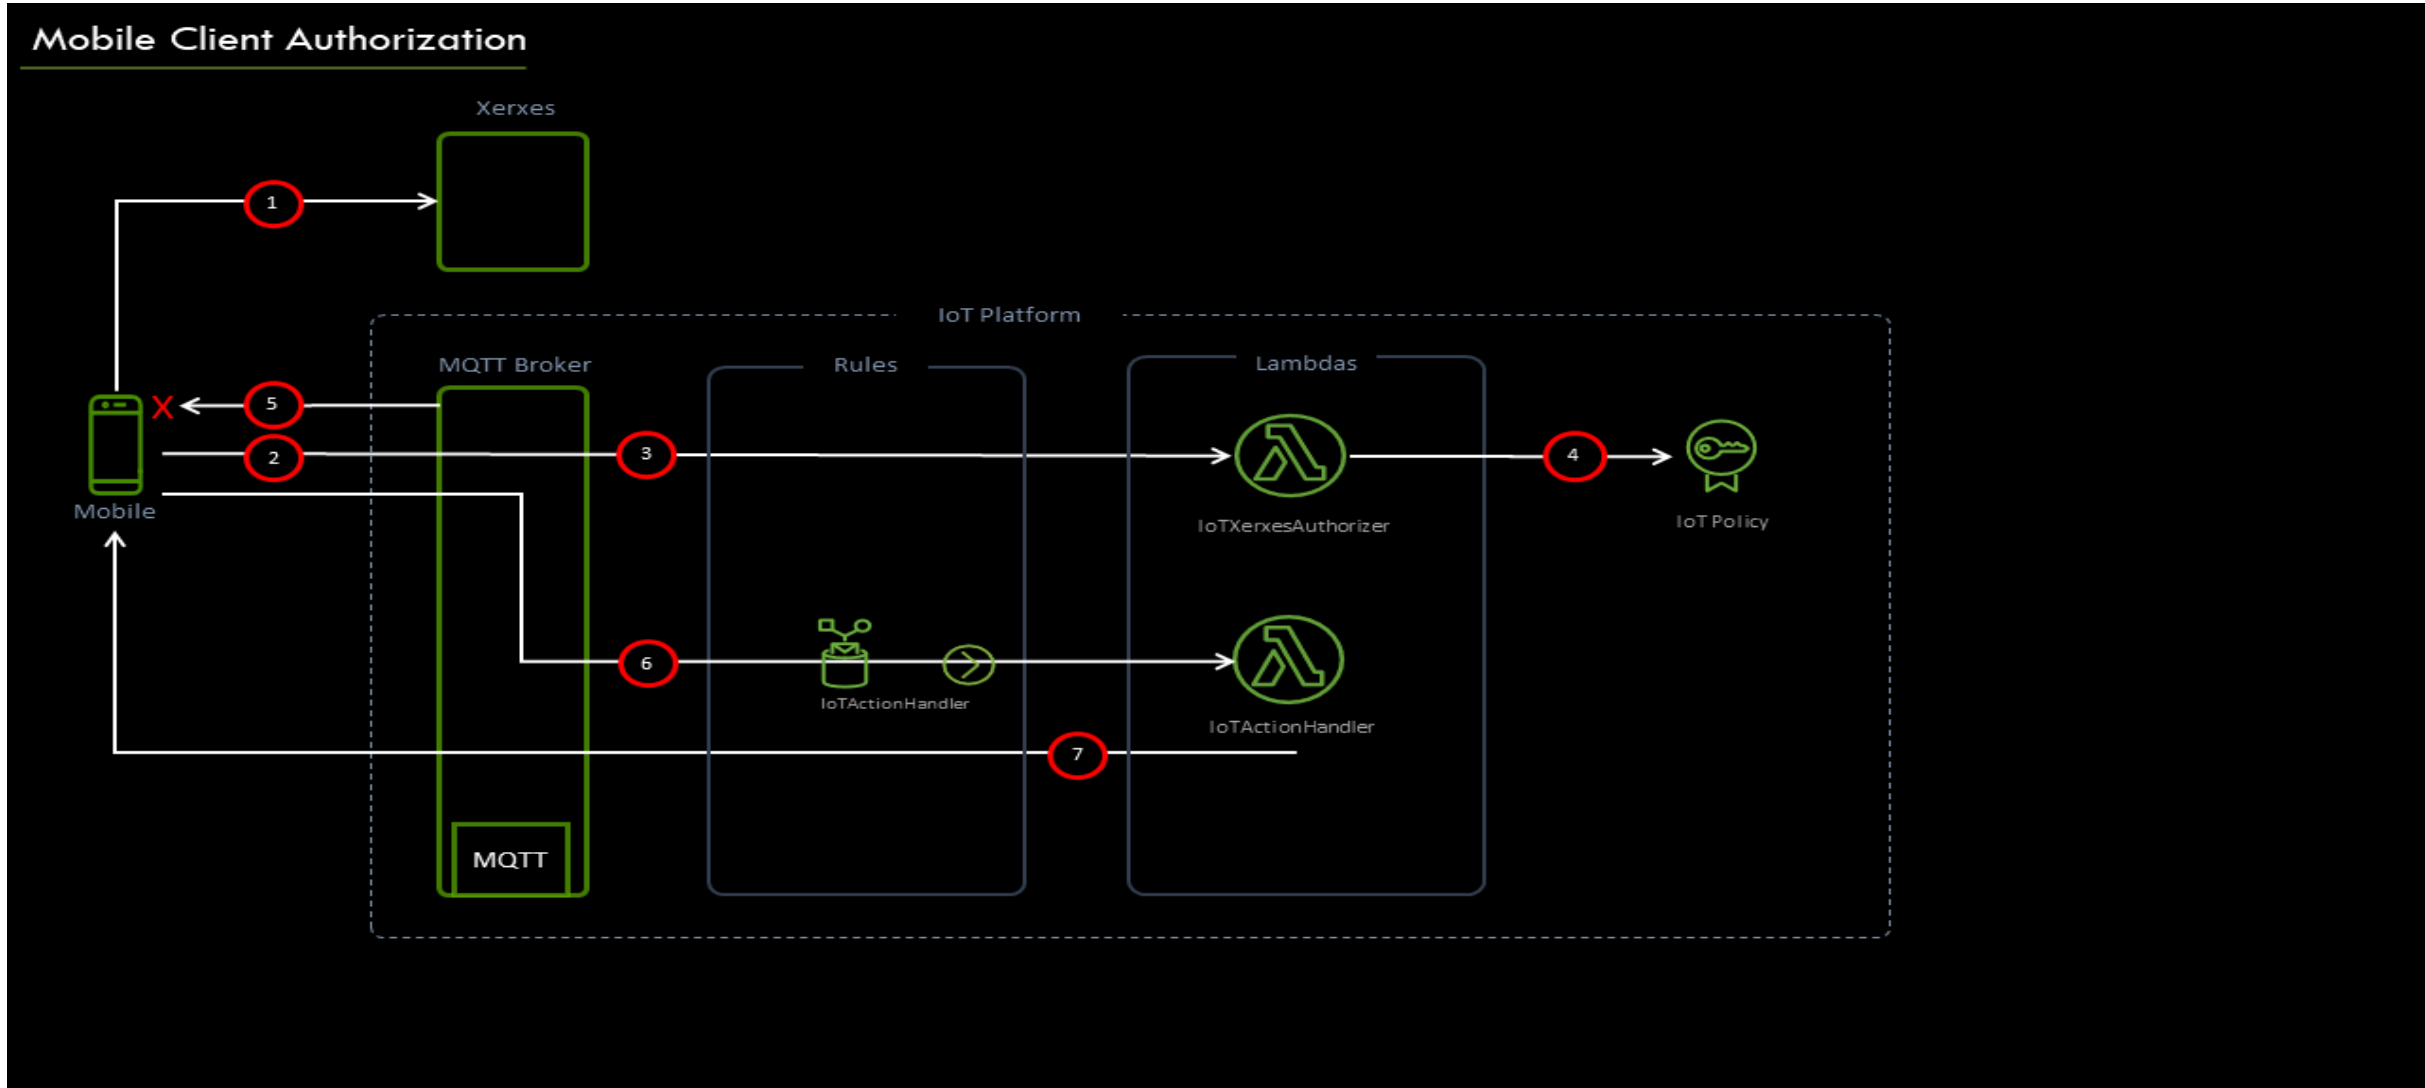 Mobile Client Authorization
Xerxes
1
IoT Platform
MQTT Broker
Rules
Lambdas
X
5
2
3
4
Mobile
IoTXerxesAuthorizer
IoT Policy
6
IoTActionHandler
IoTActionHandler
7
MQTT